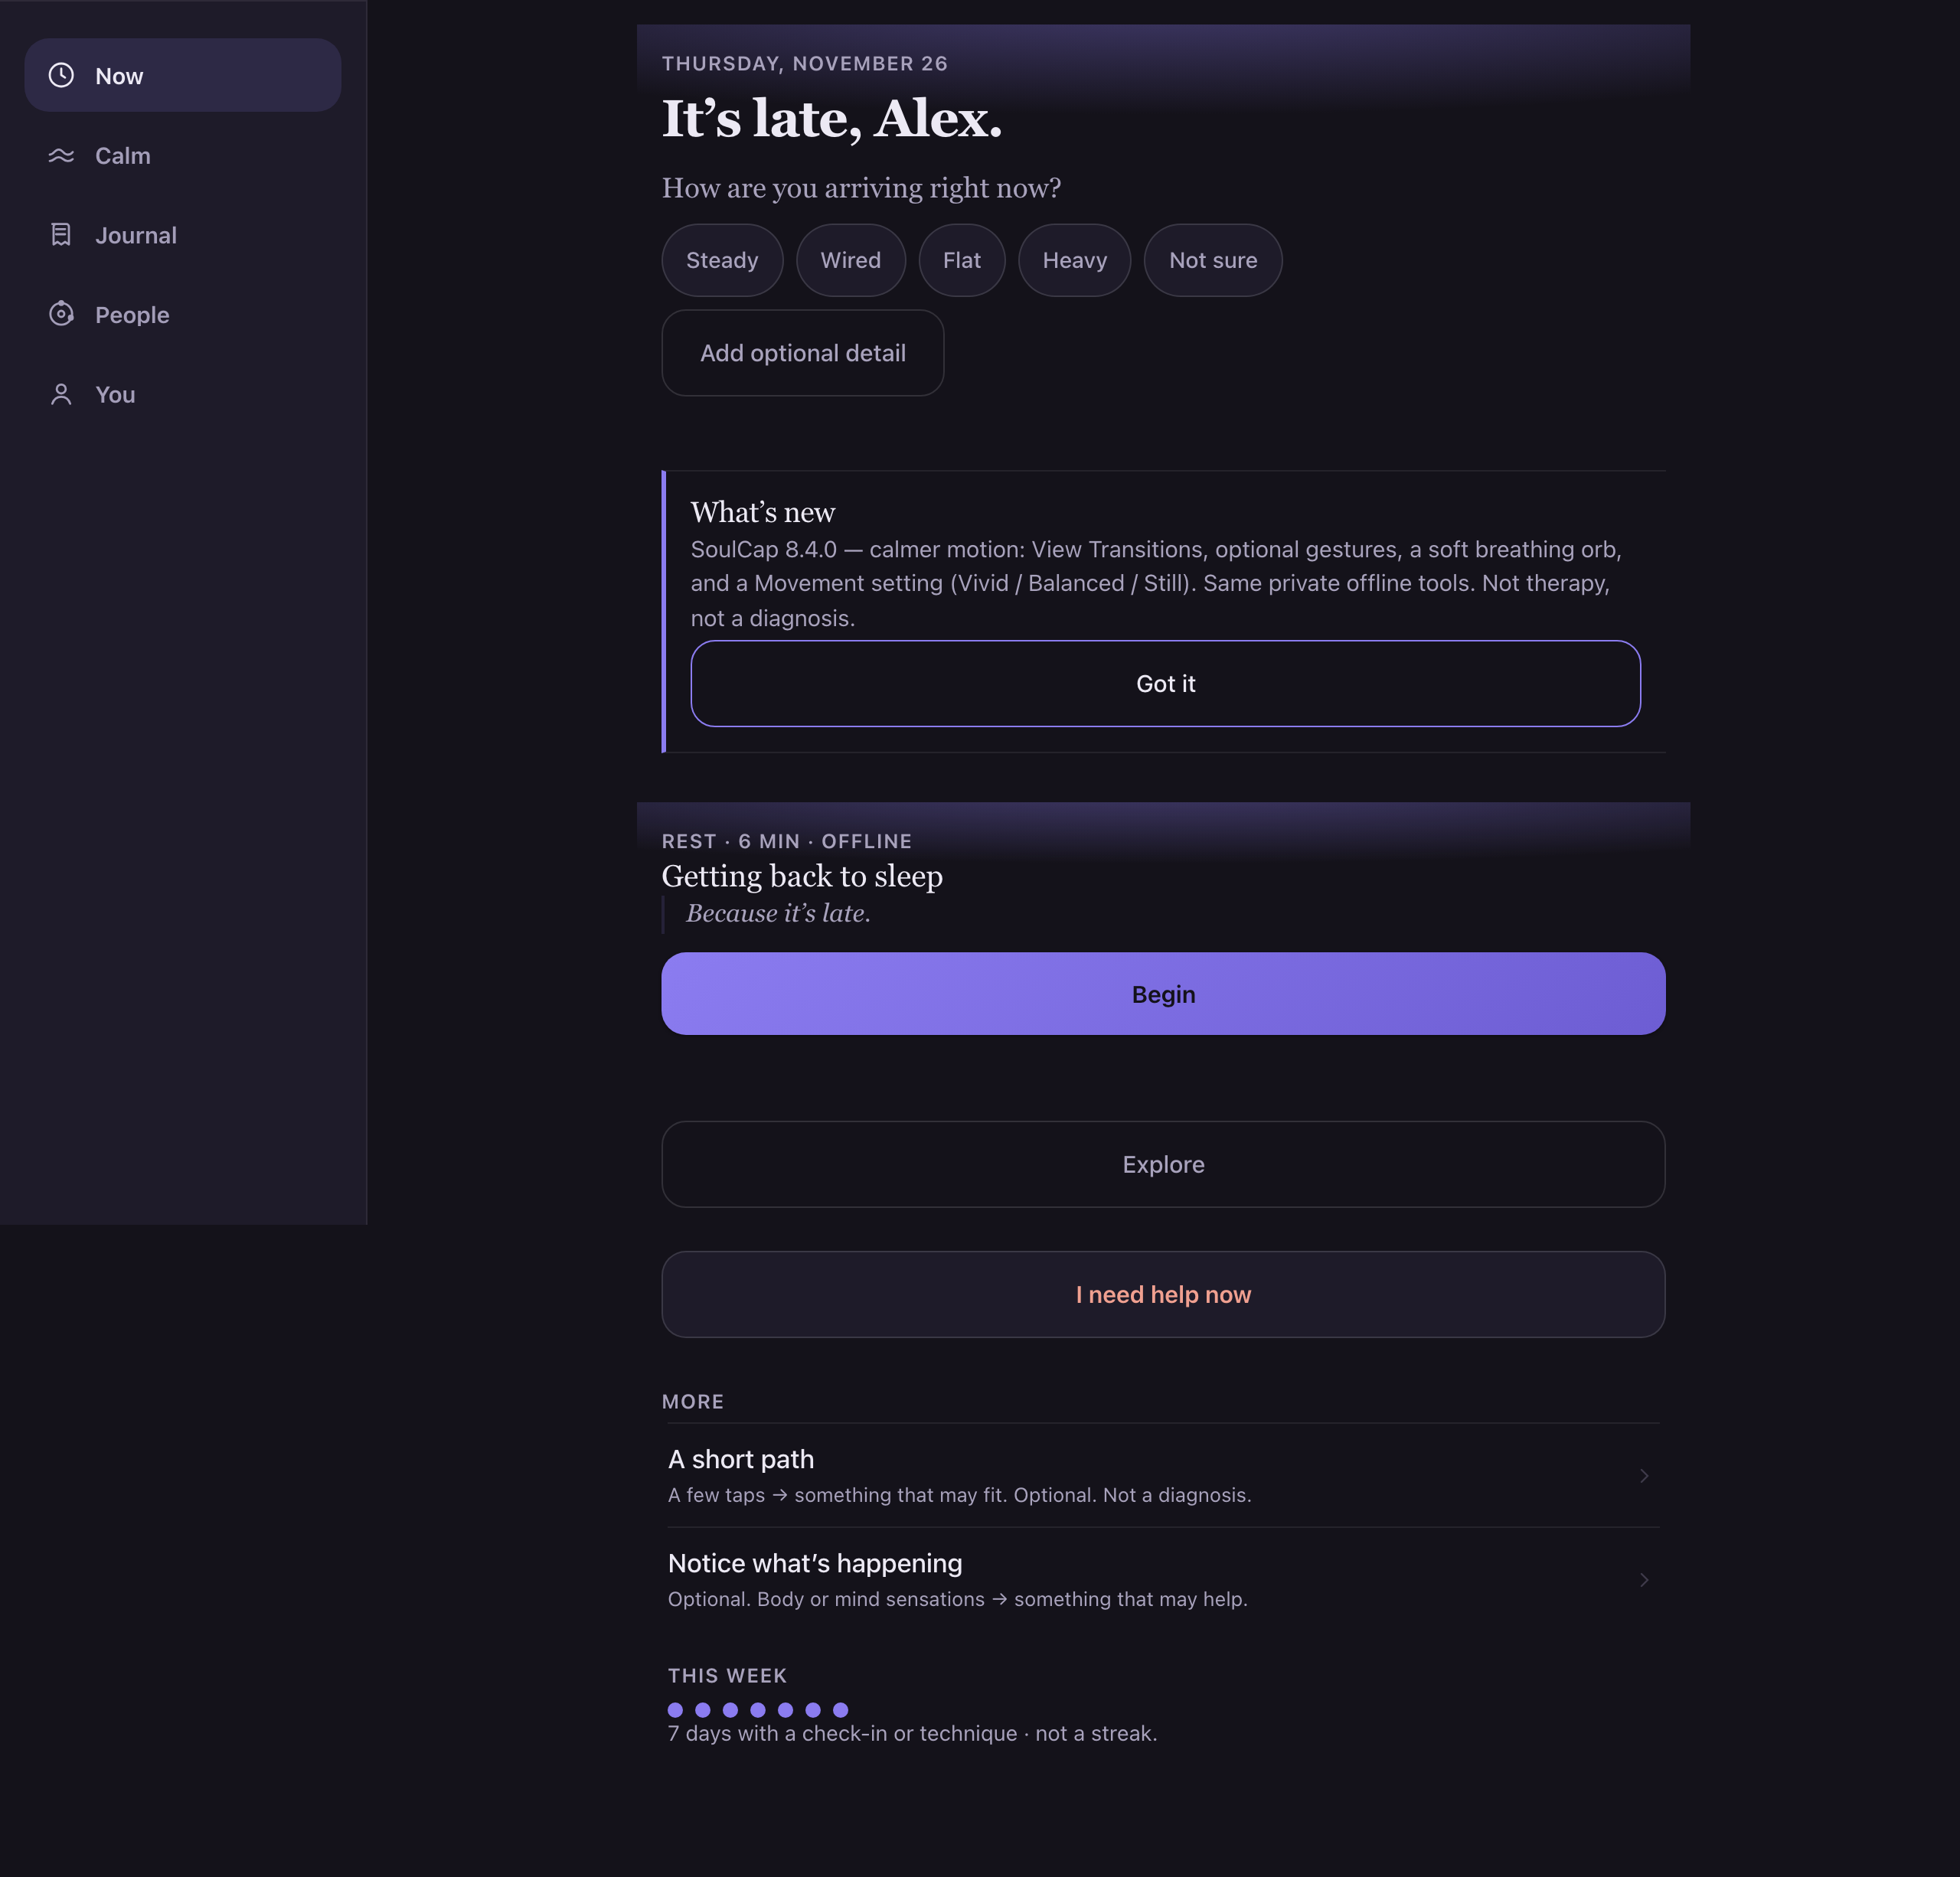 Now
Calm
Journal
People
You
THURSDAY, NOVEMBER 26
It’s late, Alex.
How are you arriving right now?
Steady
Wired
Flat
Heavy
Not sure
Add optional detail
What’s new
SoulCap 8.4.0 — calmer motion: View Transitions, optional gestures, a soft breathing orb,
and a Movement setting (Vivid / Balanced / Still). Same private offline tools. Not therapy,
not a diagnosis.
Got it
REST · 6 MIN · OFFLINE
Getting back to sleep
Because it’s late.
Begin
Explore
I need help now
MORE
A short path
A few taps → something that may fit. Optional. Not a diagnosis.
Notice what’s happening
Optional. Body or mind sensations → something that may help.
THIS WEEK
7 days with a check-in or technique · not a streak.